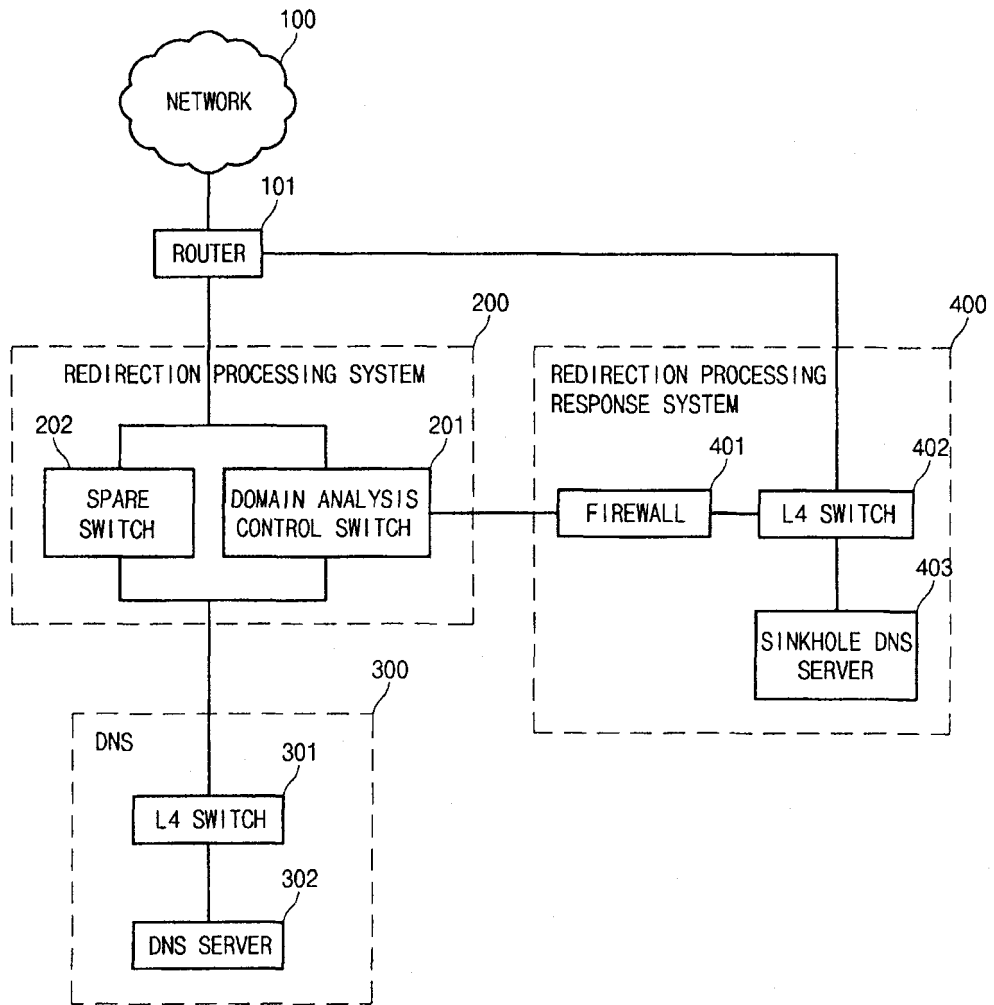 100
NETWORK
101
ROUTER
200
400
REDIRECTION PROCESSING SYSTEM
REDIRECTION PROCESSING
RESPONSE SYSTEM
202
201
401
402
SPARE
SWITCH
DOMAIN ANALYSIS
CONTROL SWITCH
FIREWALL
L4 SWITCH
403
SINKHOLE DNS
SERVER
300
DNS
301
L4 SWITCH
302
DNS SERVER